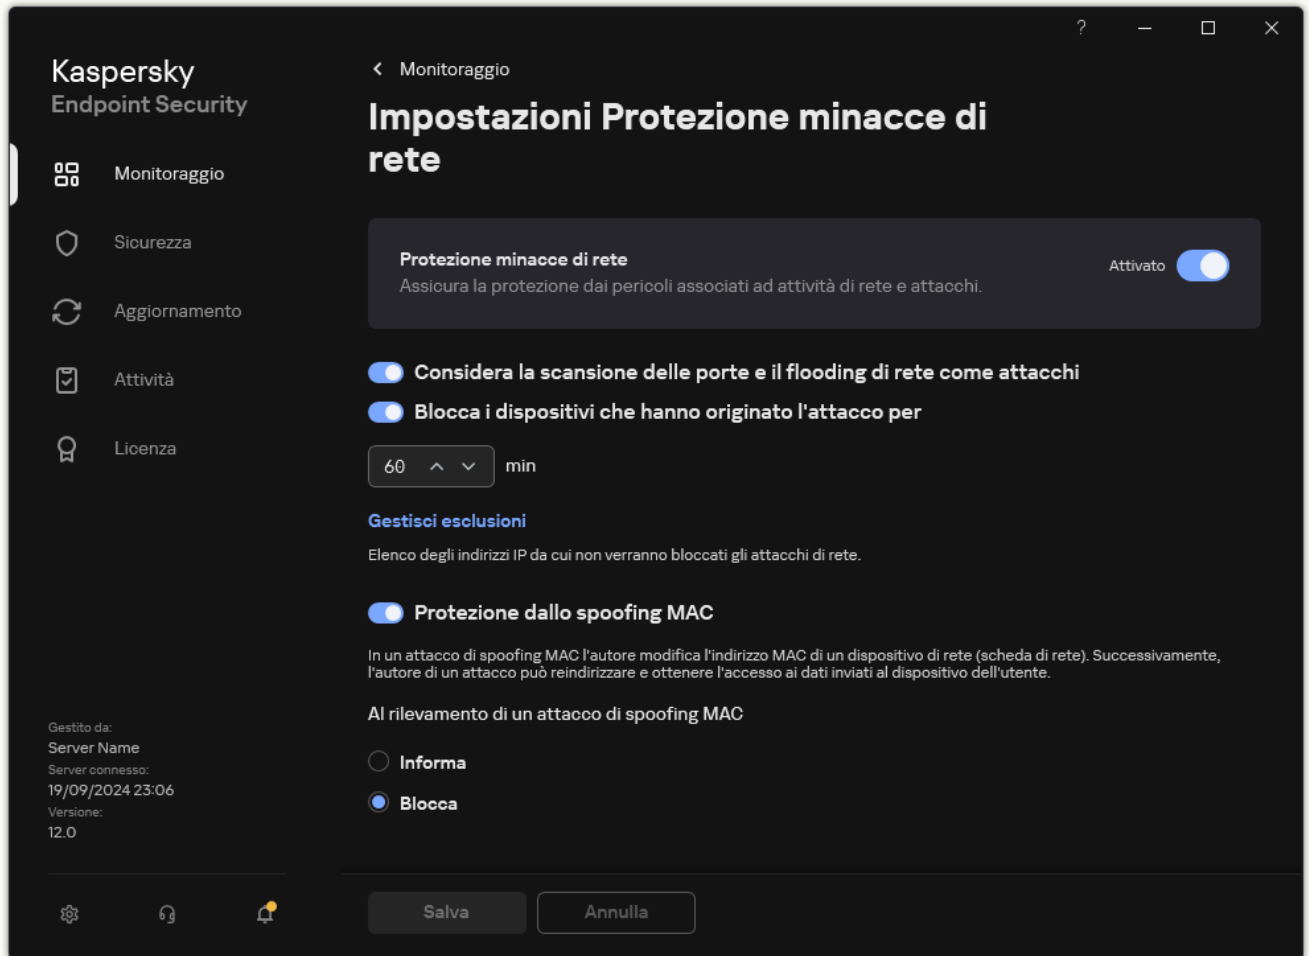 ?
Kaspersky
Endpoint Security
Monitoraggio
Sicurezza
Aggiornamento
Attività
Licenza
Gestito da:
Server Name
Server connesso:
19/09/2024 23:06
Versione:
12.0
Monitoraggio
Impostazioni Protezione minacce di
rete
Protezione minacce di rete
Assicura la protezione dai pericoli associati ad attività di rete e attacchi.
Attivato
Considera la scansione delle porte e il flooding di rete come attacchi
Blocca i dispositivi che hanno originato l'attacco per
60 min
Gestisci esclusioni
Elenco degli indirizzi IP da cui non verranno bloccati gli attacchi di rete.
Protezione dallo spoofing MAC
In un attacco di spoofing MAC l'autore modifica l'indirizzo MAC di un dispositivo di rete (scheda di rete). Successivamente,
l'autore di un attacco può reindirizzare e ottenere l'accesso ai dati inviati al dispositivo dell'utente.
Al rilevamento di un attacco di spoofing MAC
Informa
Blocca
Salva
Annulla